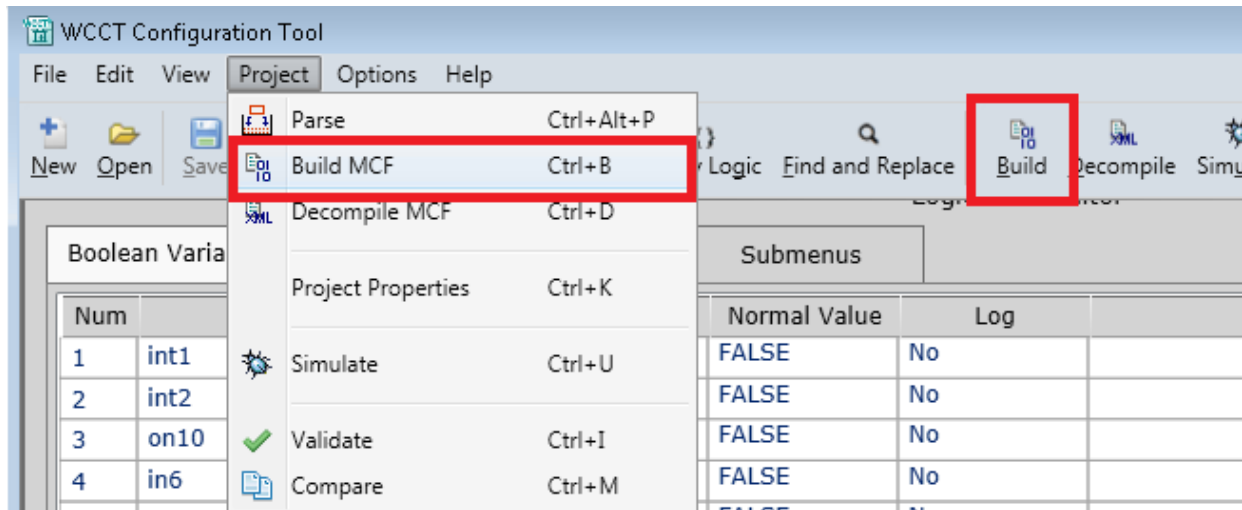 WCCT Configuration Tool
File Edit View Project Options Help
New Open Save Logic Find and Replace Build Decompile
Parse Ctrl+Alt+P
Build MCF Ctrl+B
Decompile MCF Ctrl+D
Project Properties Ctrl+K
Simulate Ctrl+U
Validate Ctrl+I
Compare Ctrl+M
Boolean Submenus
Num Normal Value Log
1 int1 FALSE No
2 int2 FALSE No
3 on10 FALSE No
4 in6 FALSE No